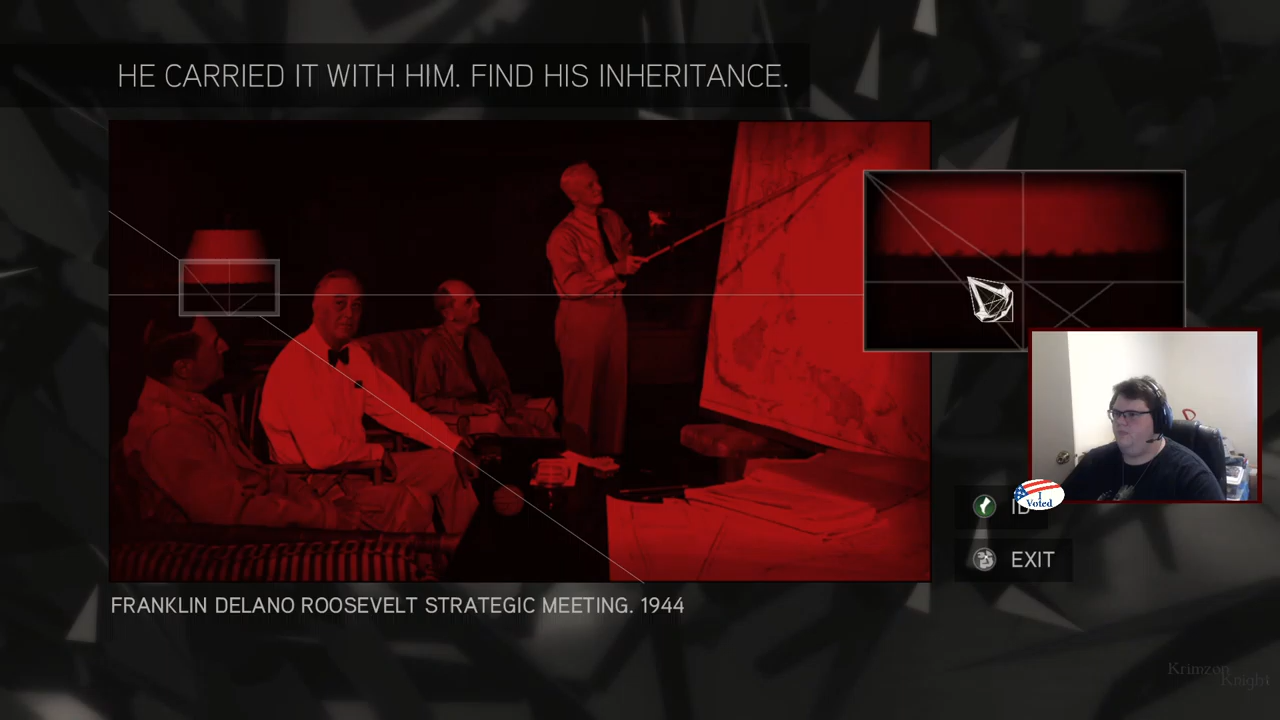 HE CARRIED IT WITH HIM. FIND HIS INHERITANCE.
I
Voted
EXIT
FRANKLIN DELANO ROOSEVELT STRATEGIC MEETING. 1944
Krimzon
Knight